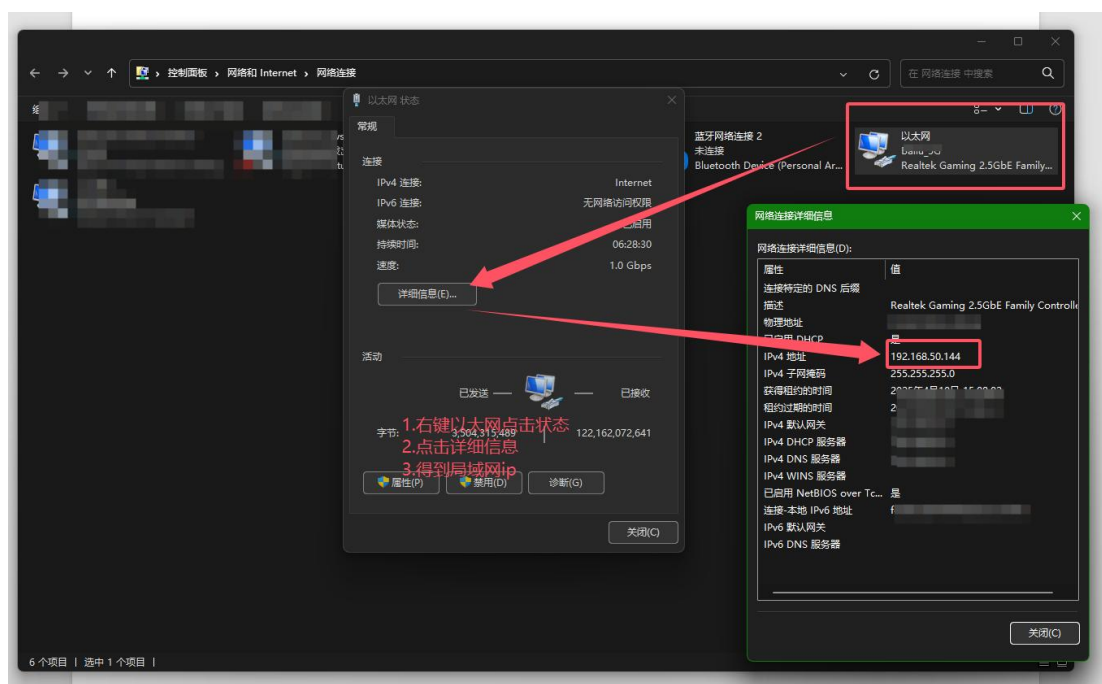 控制面板 › 网络和 Internet › 网络连接
在 网络连接 中搜索
以太网 状态
常规
连接
IPv4 连接: Internet
IPv6 连接: 无网络访问权限
媒体状态: 已启用
持续时间: 06:28:30
速度: 1.0 Gbps
详细信息(E)...
活动
已发送 — — 已接收
字节: 3,504,315,489 | 122,162,072,641
1.右键以太网点击状态
2.点击详细信息
3.得到局域网ip
属性(P) 禁用(D) 诊断(G)
关闭(C)
蓝牙网络连接 2
未连接
Bluetooth Device (Personal Ar...
以太网
Realtek Gaming 2.5GbE Family...
网络连接详细信息
网络连接详细信息(D):
属性 值
连接特定的 DNS 后缀
描述 Realtek Gaming 2.5GbE Family Controlle
物理地址
已启用 DHCP 是
IPv4 地址 192.168.50.144
IPv4 子网掩码 255.255.255.0
获得租约的时间
租约过期的时间
IPv4 默认网关
IPv4 DHCP 服务器
IPv4 DNS 服务器
IPv4 WINS 服务器
已启用 NetBIOS over Tc... 是
连接-本地 IPv6 地址
IPv6 默认网关
IPv6 DNS 服务器
关闭(C)
6 个项目 | 选中 1 个项目 |